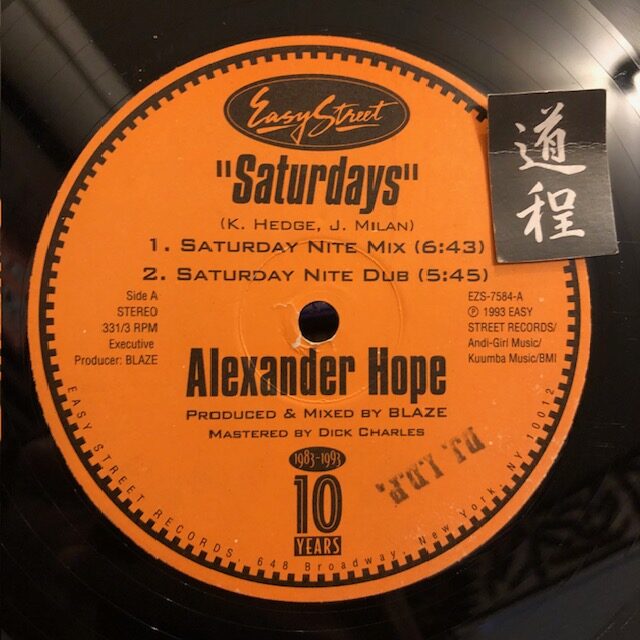 Easy Street
"Saturdays"
(K. HEDGE, J. MILAN)
1. SATURDAY NITE MIX (6:43)
2. SATURDAY NITE DUB (5:45)
Side A
STEREO
331/3 RPM
Executive
Producer: BLAZE
EZS-7584-A
℗ 1993 EASY
STREET RECORDS/
Andi-Girl Music/
Kuumba Music/BMI
Alexander Hope
PRODUCED & MIXED BY BLAZE
MASTERED BY DICK CHARLES
1983-1993
10
YEARS
EASY STREET RECORDS, 648 Broadway, New York, NY 10012
道程